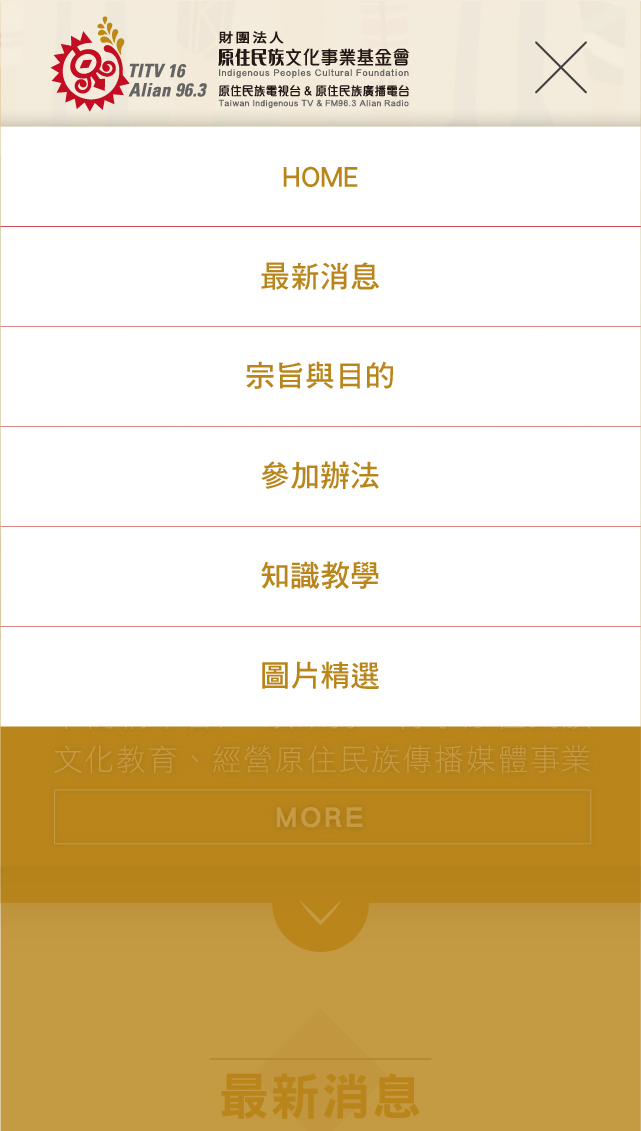 TITV 16
Alian 96.3
財團法人
原住民族文化事業基金會
Indigenous Peoples Cultural Foundation
原住民族電視台 & 原住民族廣播電台
Taiwan Indigenous TV & FM96.3 Alian Radio
HOME
最新消息
宗旨與目的
參加辦法
知識教學
圖片精選
文化教育、經營原住民族傳播媒體事業
MORE
最新消息